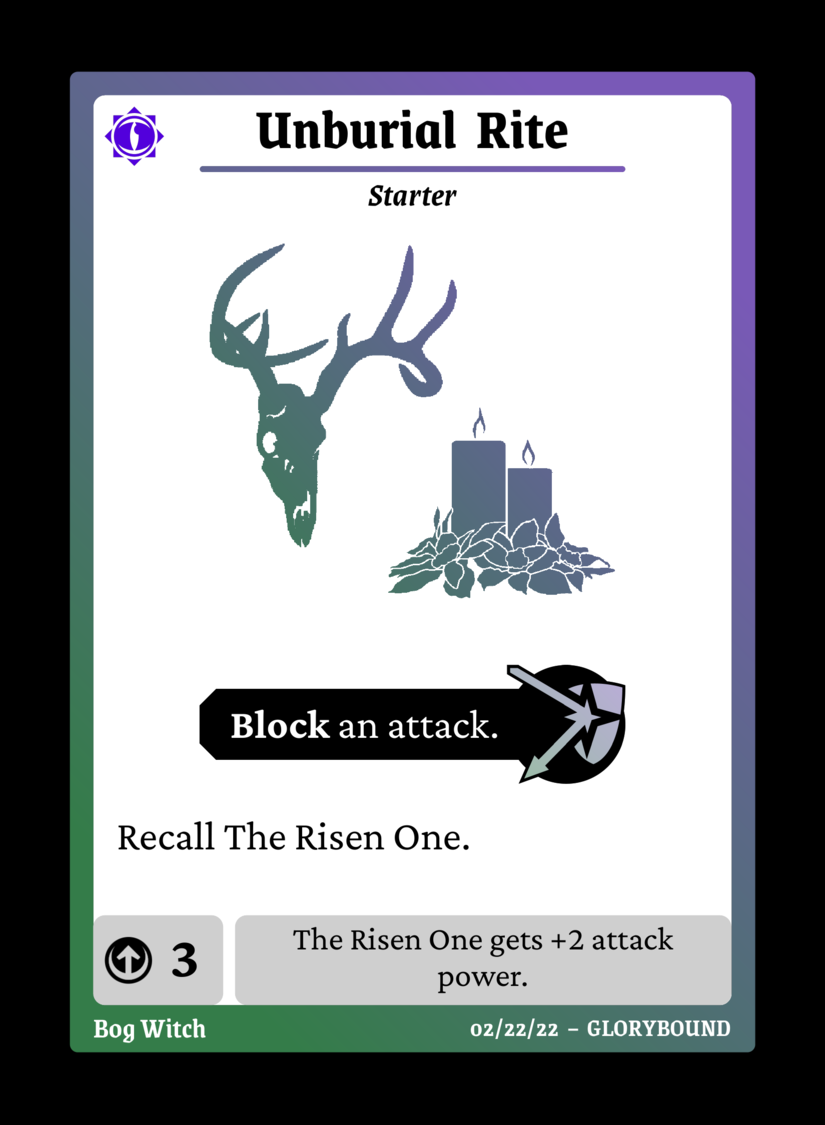 Unburial Rite
Starter
Block an attack.
Recall The Risen One.
3
The Risen One gets +2 attack
power.
Bog Witch
02/22/22 – GLORYBOUND